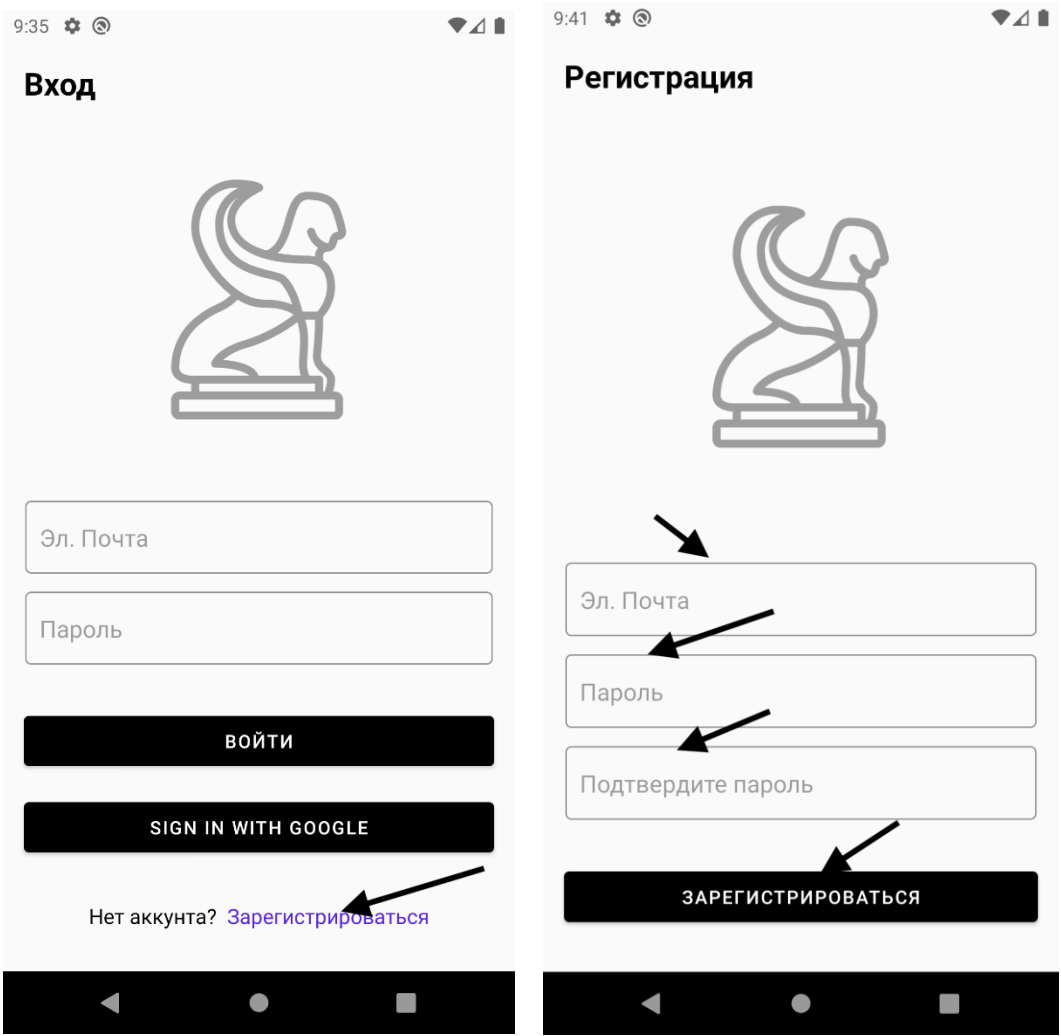 9:35
Вход
Эл. Почта
Пароль
ВОЙТИ
SIGN IN WITH GOOGLE
Нет аккунта? Зарегистрироваться
9:41
Регистрация
Эл. Почта
Пароль
Подтвердите пароль
ЗАРЕГИСТРИРОВАТЬСЯ